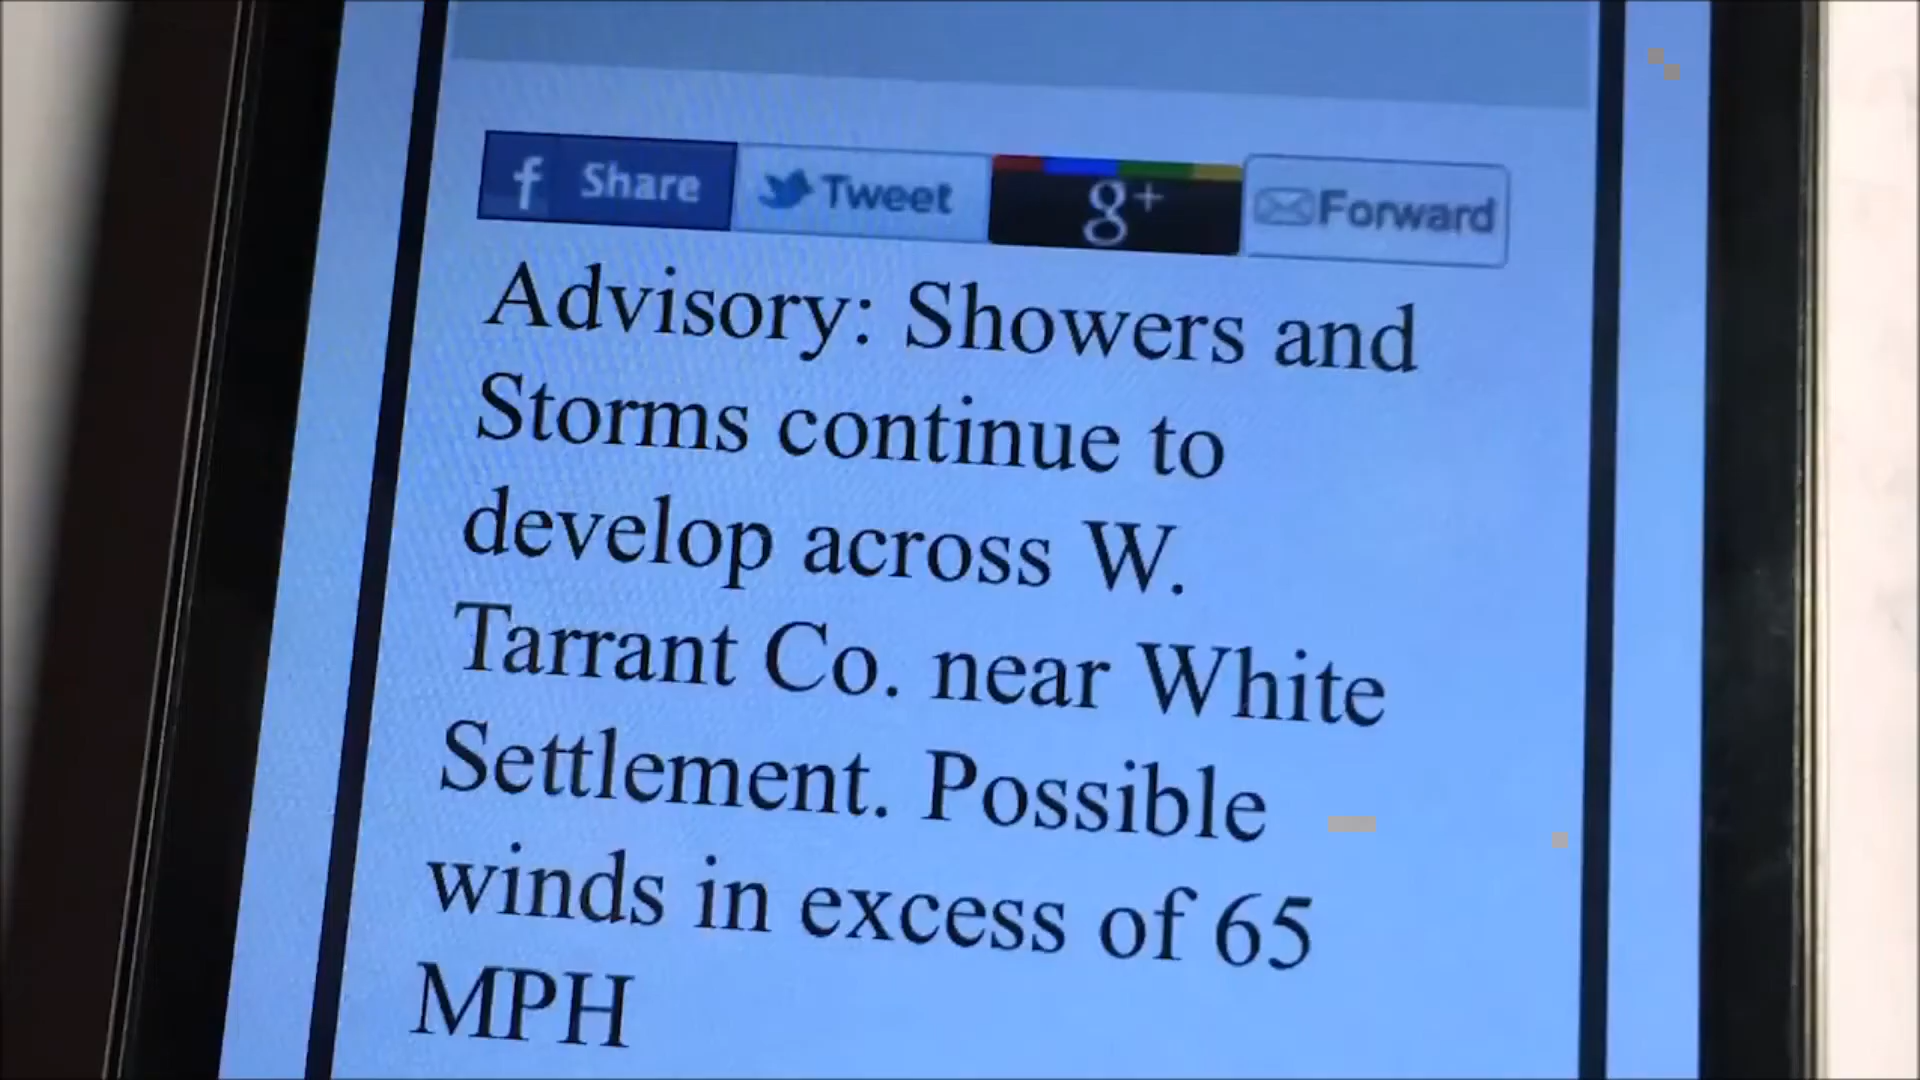 f Share Tweet g+ Forward
Advisory: Showers and
Storms continue to
develop across W.
Tarrant Co. near White
Settlement. Possible
winds in excess of 65
MPH